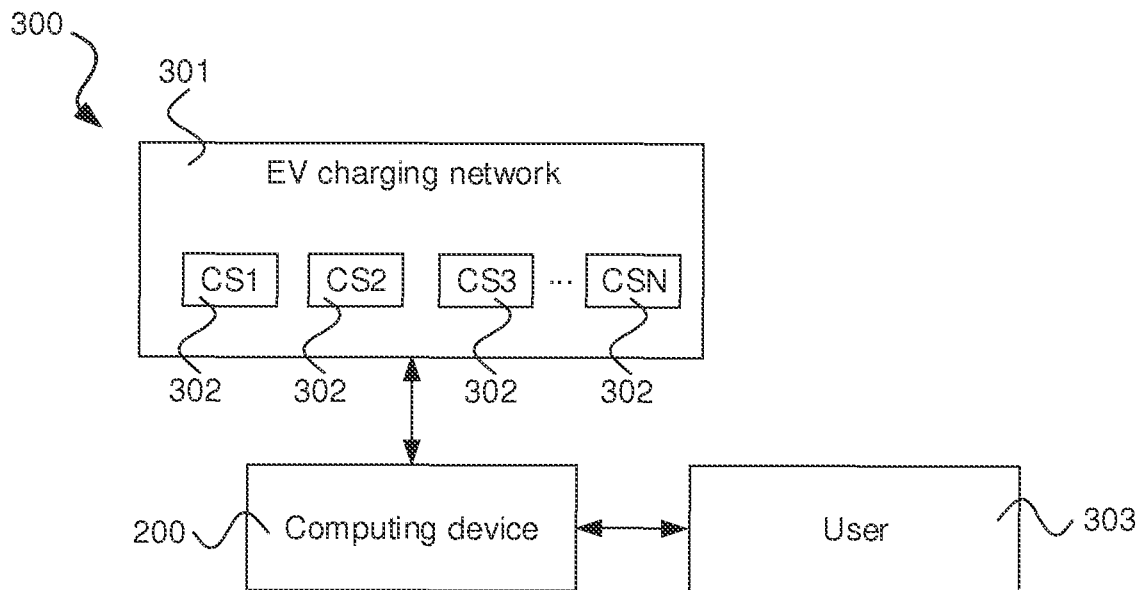 300
301
EV charging network
CS1 CS2 CS3 ... CSN
302 302 302 302
200 Computing device User 303